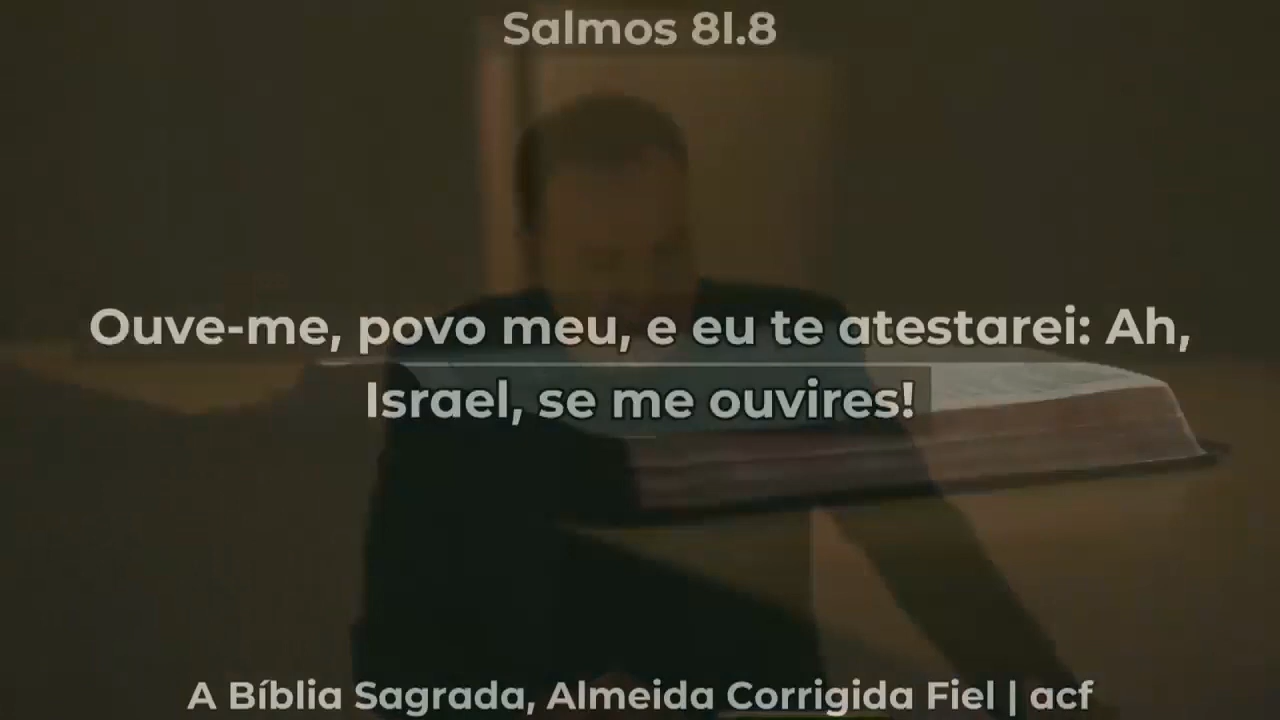 Salmos 81.8
Ouve-me, povo meu, e eu te atestarei: Ah,
Israel, se me ouvires!
A Bíblia Sagrada, Almeida Corrigida Fiel | acf